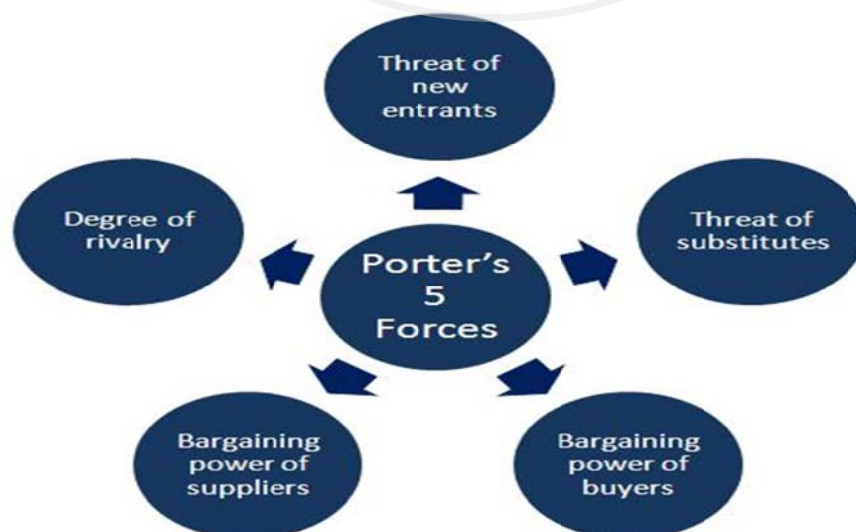 Threat of
new
entrants
Degree of
rivalry
Threat of
substitutes
Porter's
5
Forces
Bargaining
power of
suppliers
Bargaining
power of
buyers